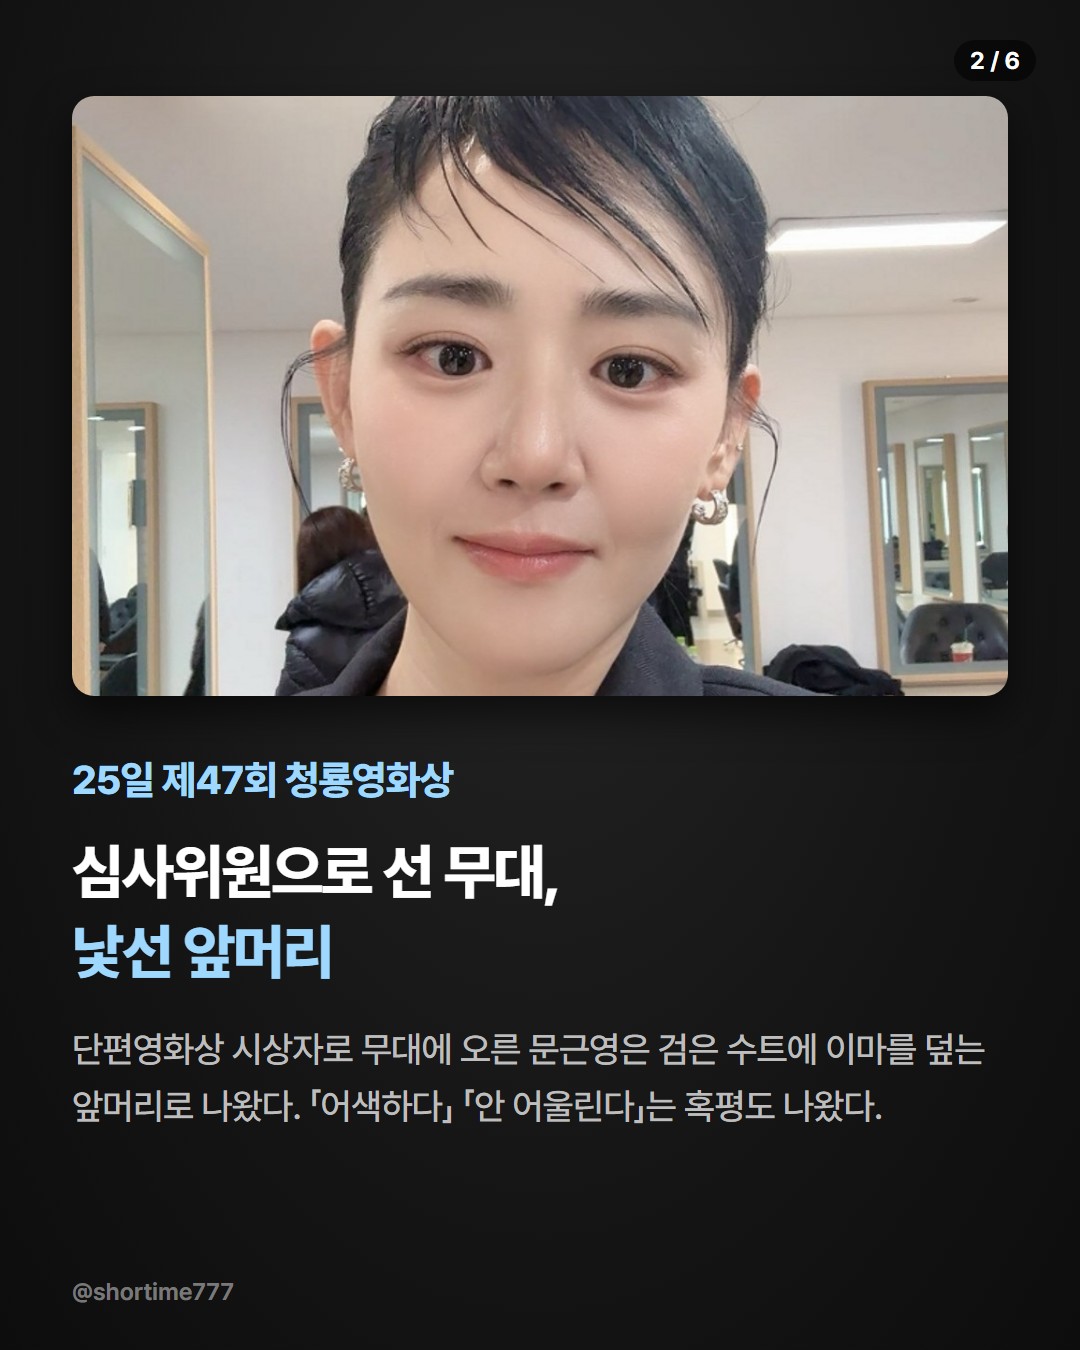 2 / 6
25일 제47회 청룡영화상
심사위원으로 선 무대,
낯선 앞머리
단편영화상 시상자로 무대에 오른 문근영은 검은 수트에 이마를 덮는
앞머리로 나왔다. 「어색하다」 「안 어울린다」는 혹평도 나왔다.
@shortime777